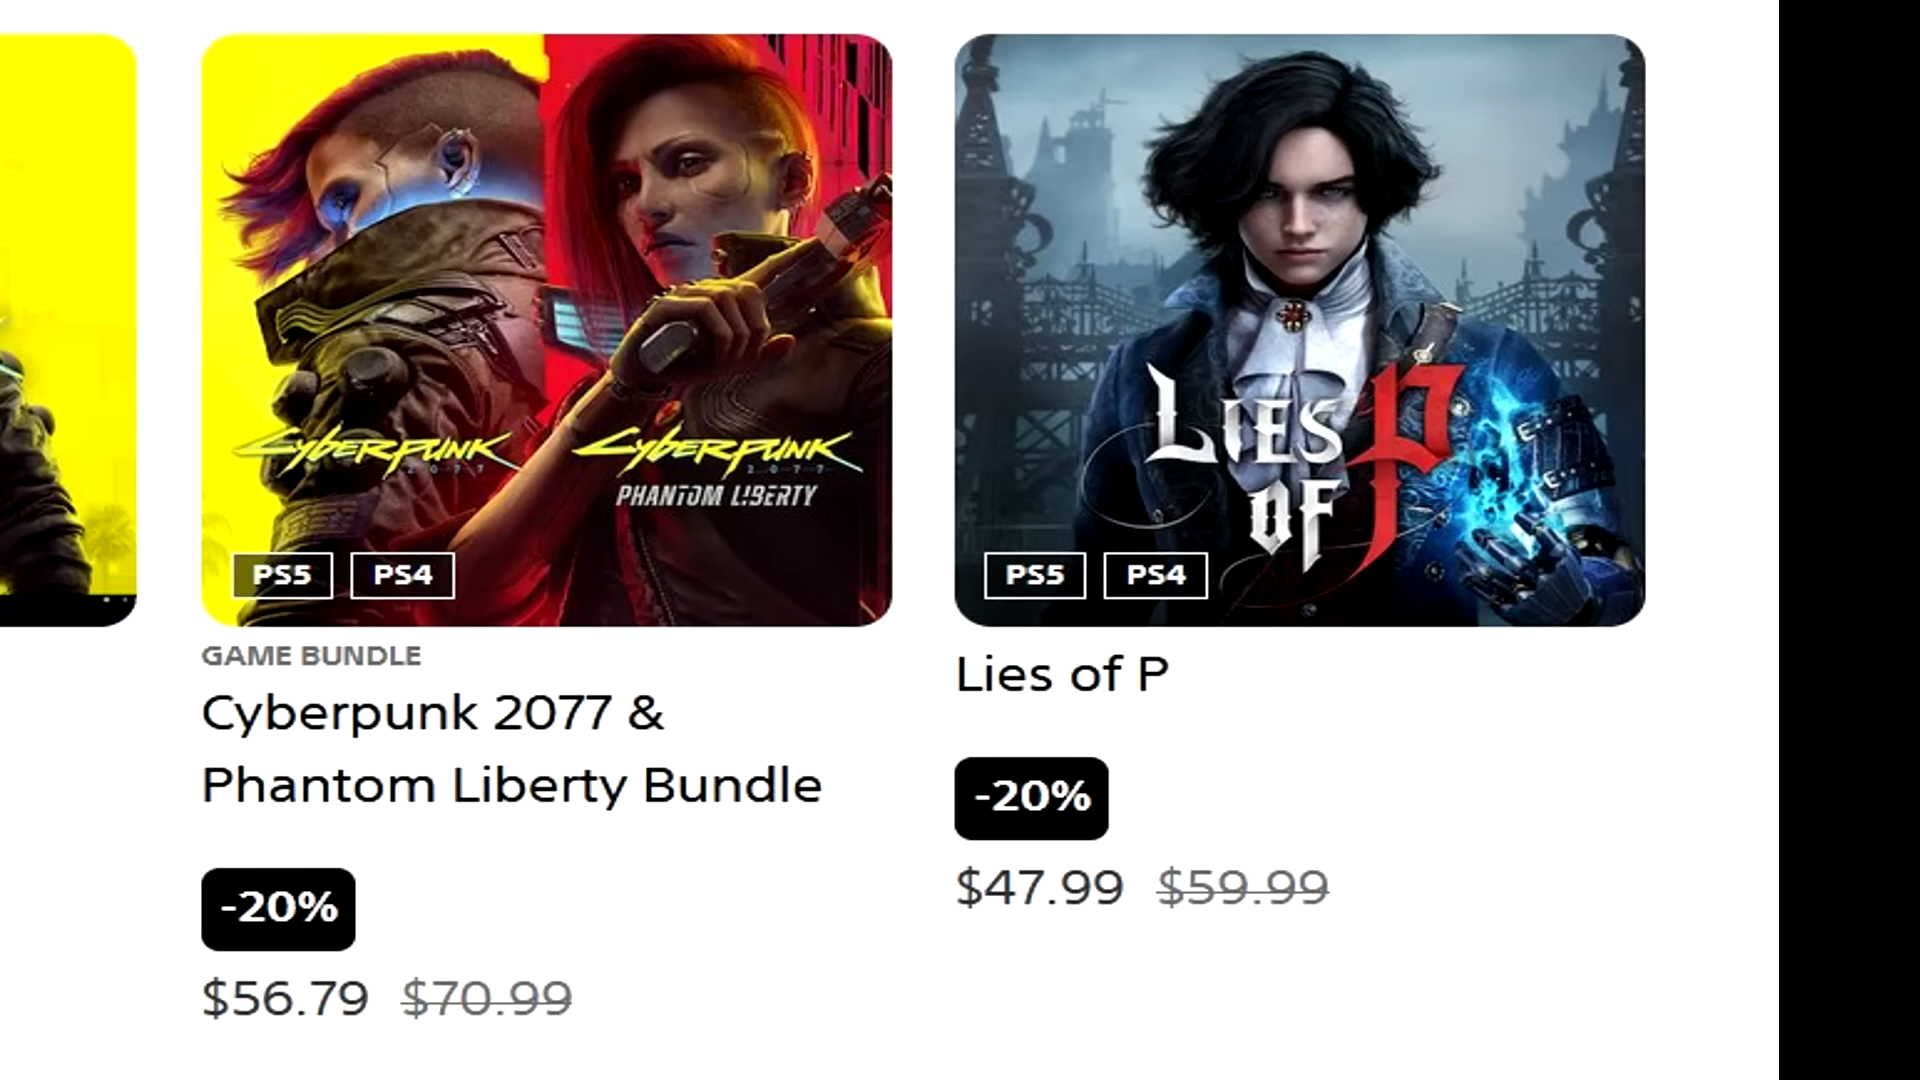 CYBERPUNK
2077
CYBERPUNK
2077
PHANTOM LIBERTY
PS5 PS4
GAME BUNDLE
Cyberpunk 2077 &
Phantom Liberty Bundle
-20%
$56.79 $70.99
LIES
OF P
PS5 PS4
Lies of P
-20%
$47.99 $59.99